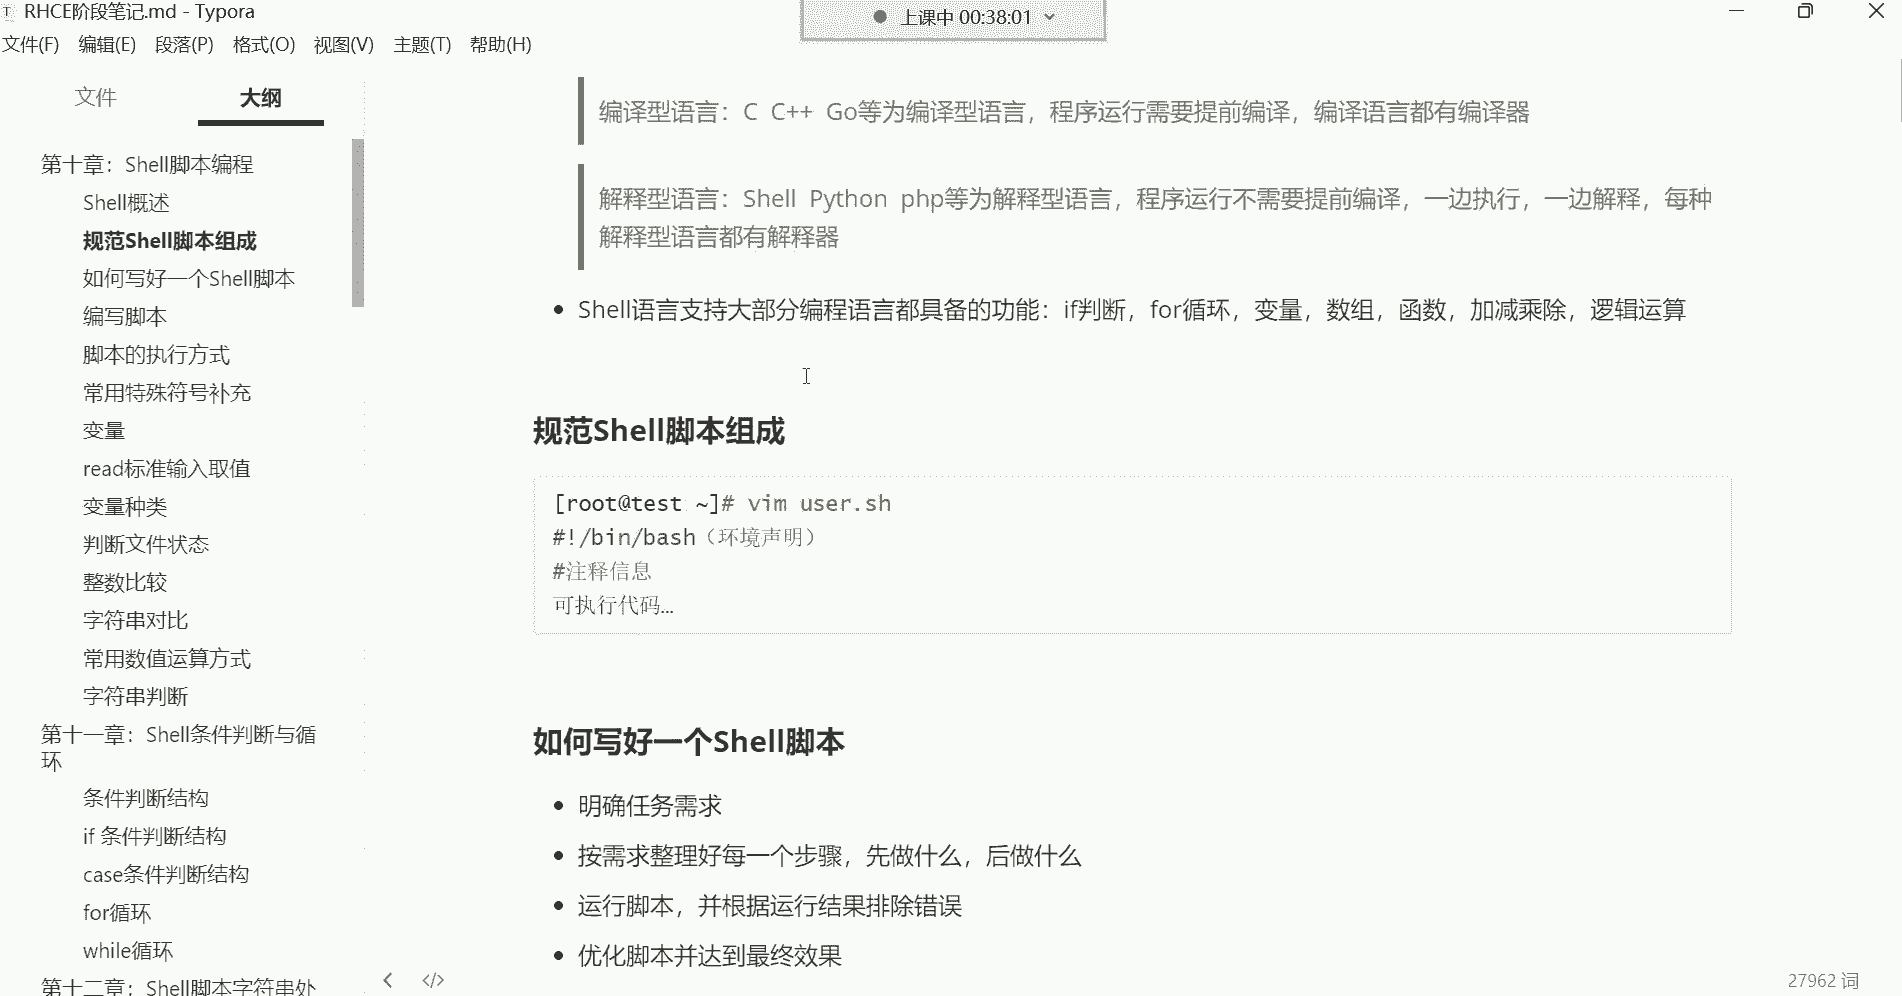 RHCE阶段笔记.md - Typora
上课中 00:38:01
文件(F) 编辑(E) 段落(P) 格式(O) 视图(V) 主题(T) 帮助(H)
文件 大纲
第十章：Shell脚本编程
Shell概述
规范Shell脚本组成
如何写好一个Shell脚本
编写脚本
脚本的执行方式
常用特殊符号补充
变量
read标准输入取值
变量种类
判断文件状态
整数比较
字符串对比
常用数值运算方式
字符串判断
第十一章：Shell条件判断与循
环
条件判断结构
if 条件判断结构
case条件判断结构
for循环
while循环
第十二章：Shell脚本字符串处
编译型语言：C C++ Go等为编译型语言，程序运行需要提前编译，编译语言都有编译器
解释型语言：Shell Python php等为解释型语言，程序运行不需要提前编译，一边执行，一边解释，每种
解释型语言都有解释器
Shell语言支持大部分编程语言都具备的功能：if判断，for循环，变量，数组，函数，加减乘除，逻辑运算
规范Shell脚本组成
[root@test ~]# vim user.sh
#!/bin/bash（环境声明）
#注释信息
可执行代码...
如何写好一个Shell脚本
明确任务需求
按需求整理好每一个步骤，先做什么，后做什么
运行脚本，并根据运行结果排除错误
优化脚本并达到最终效果
27962 词